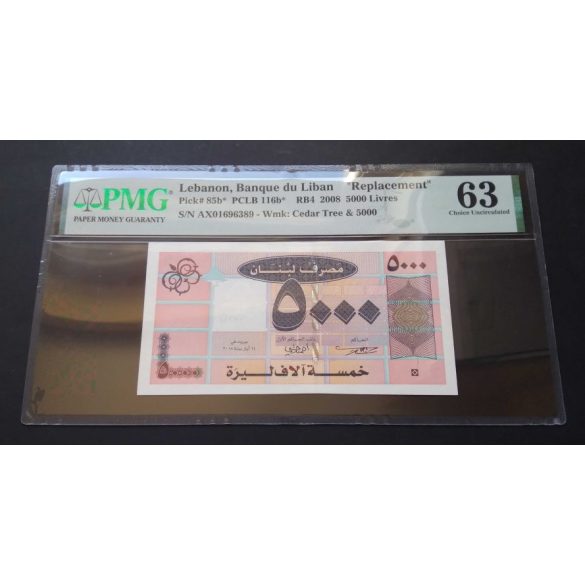 PMG
PAPER MONEY GUARANTY
Lebanon, Banque du Liban "Replacement"
Pick# 85b* PCLB 116b* RB4 2008 5000 Livres
S/N AX01696389 - Wmk: Cedar Tree & 5000
63
Choice Uncirculated
مصرف لبنان
٥٠٠٠
٥٠٠٠
خمسة آلاف ليرة